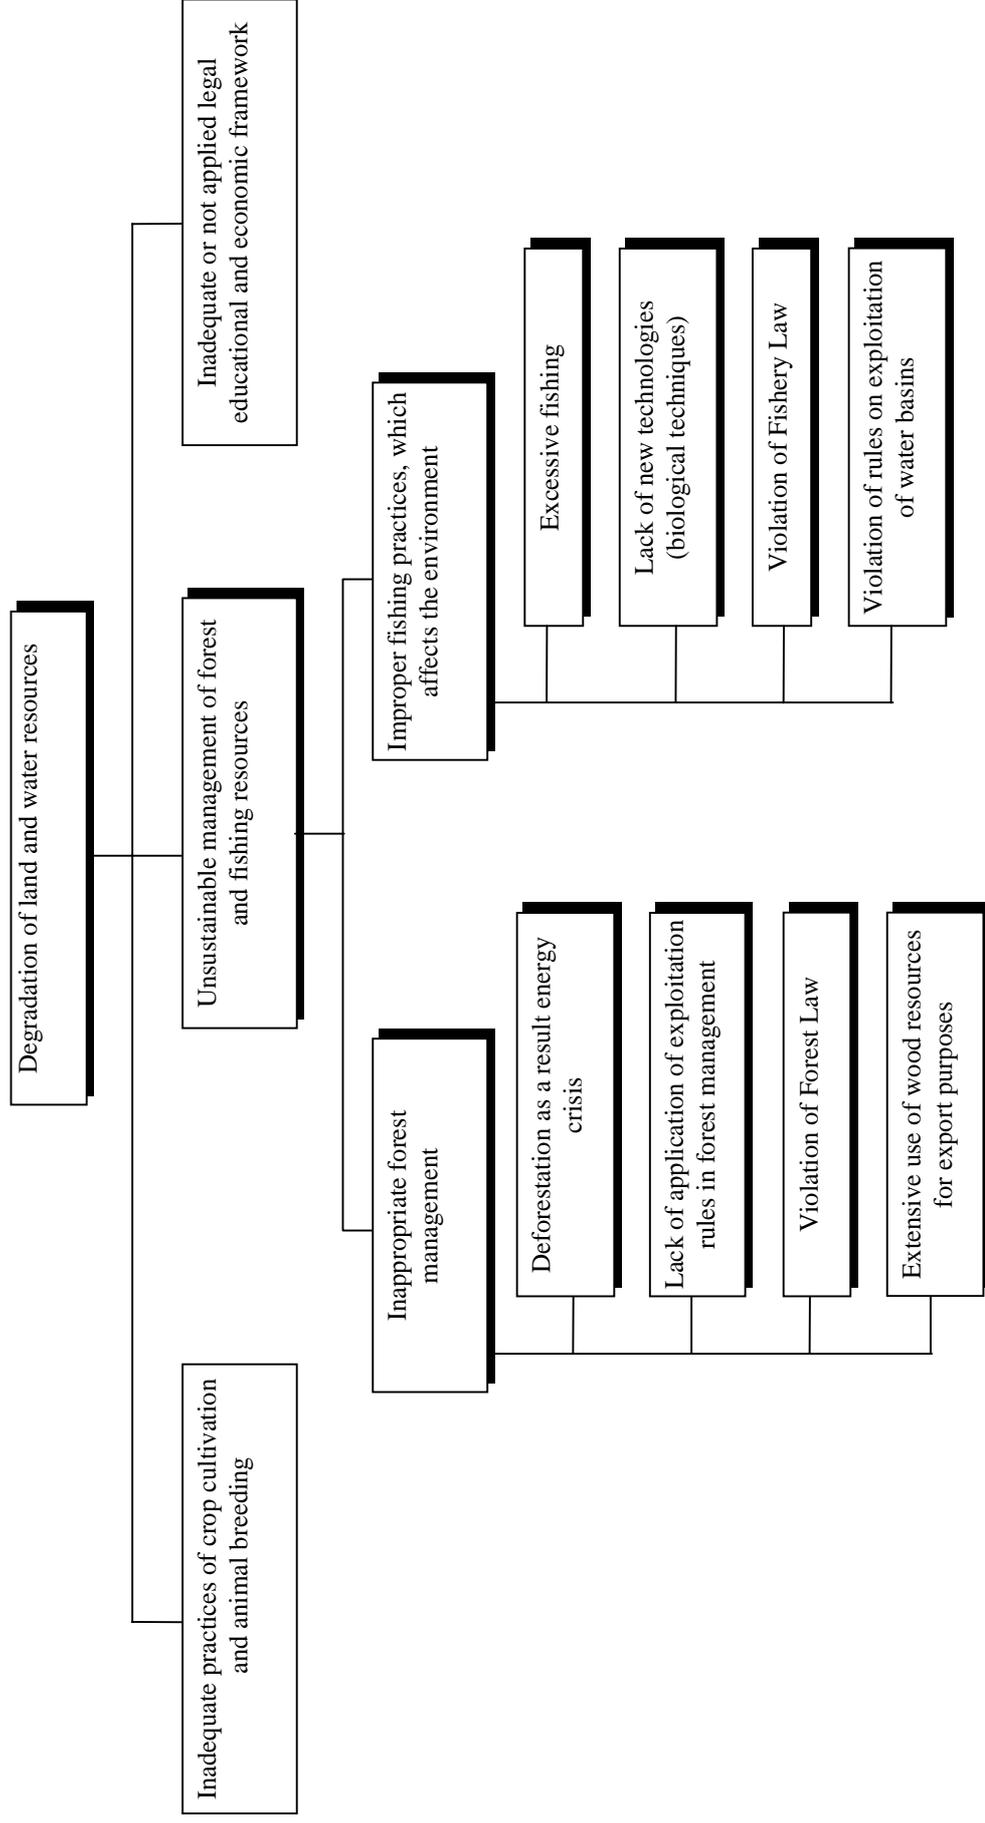 Degradation of land and water resources
Inadequate practices of crop cultivation
and animal breeding
Unsustainable management of forest
and fishing resources
Inadequate or not applied legal
educational and economic framework
Inappropriate forest
management
Improper fishing practices, which
affects the environment
Deforestation as a result energy
crisis
Lack of application of exploitation
rules in forest management
Violation of Forest Law
Extensive use of wood resources
for export purposes
Excessive fishing
Lack of new technologies
(biological techniques)
Violation of Fishery Law
Violation of rules on exploitation
of water basins